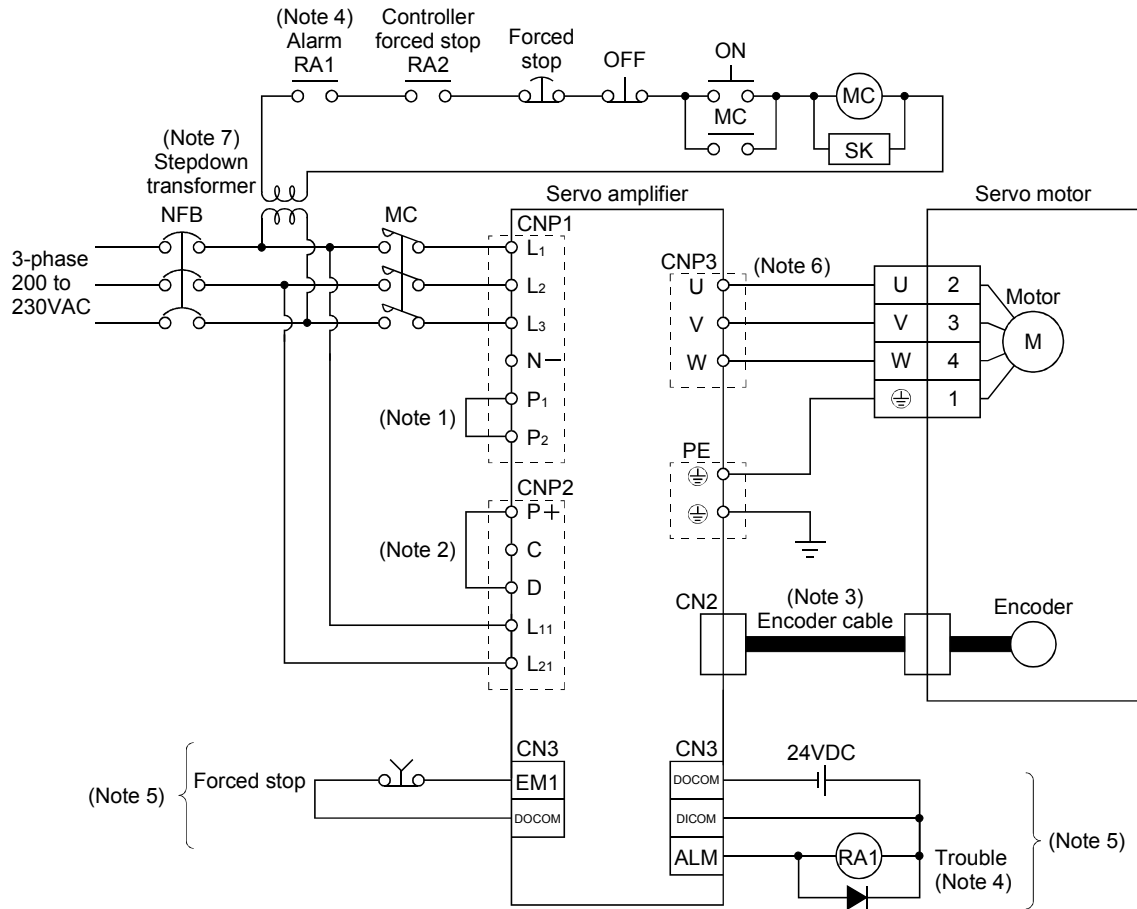 (Note 4)
Alarm
RA1
Controller
forced stop
RA2
Forced
stop
OFF
ON
MC
MC
SK
(Note 7)
Stepdown
transformer
NFB
MC
3-phase
200 to
230VAC
Servo amplifier
Servo motor
CNP1
L1
L2
L3
N−
P1
P2
(Note 1)
CNP2
P+
C
D
L11
L21
(Note 2)
CNP3
U
V
W
(Note 6)
U 2
V 3
W 4
1
Motor
M
PE
CN2
(Note 3)
Encoder cable
Encoder
(Note 5)
Forced stop
CN3
EM1
DOCOM
CN3
DOCOM
DICOM
ALM
24VDC
RA1
Trouble
(Note 4)
(Note 5)